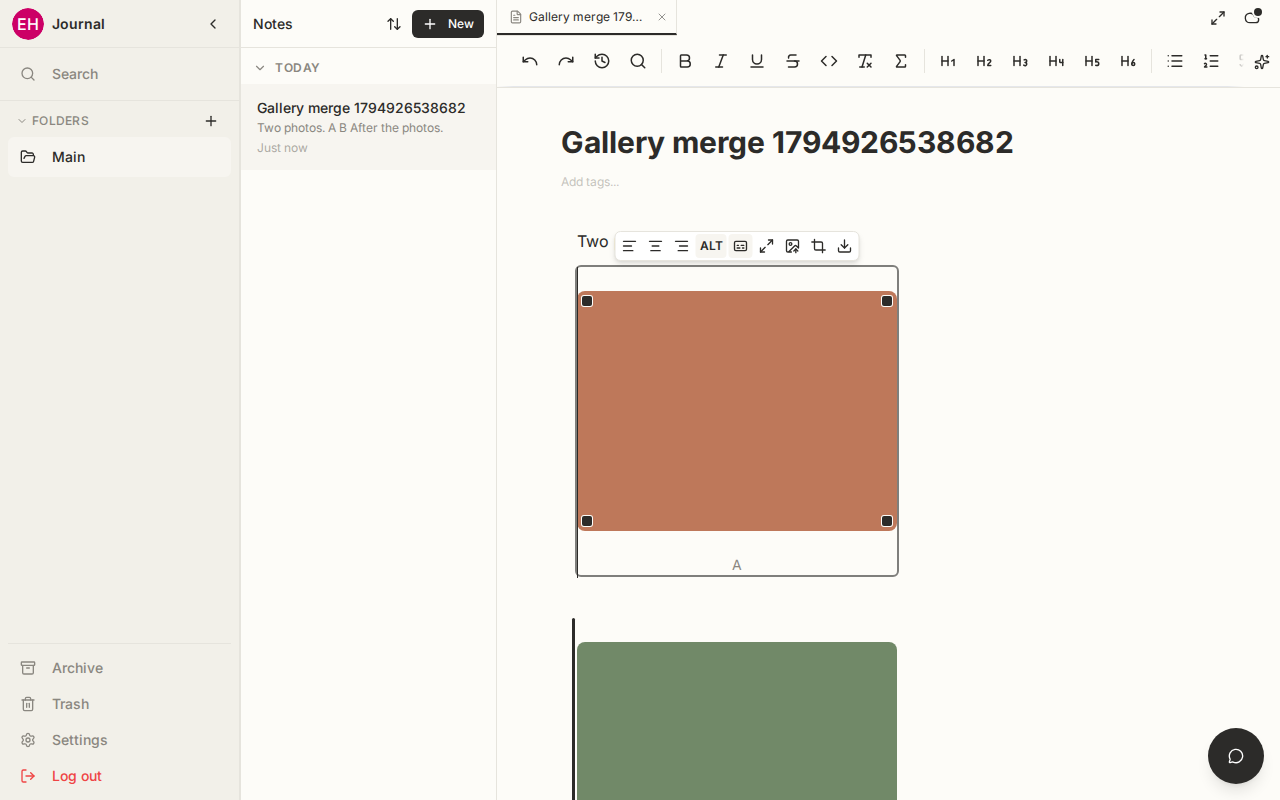 EH Journal
Search
FOLDERS
Main
Archive
Trash
Settings
Log out
Notes
New
TODAY
Gallery merge 1794926538682
Two photos. A B After the photos.
Just now
Gallery merge 179...
H1 H2 H3 H4 H5 H6
Gallery merge 1794926538682
Add tags...
Two
ALT
A